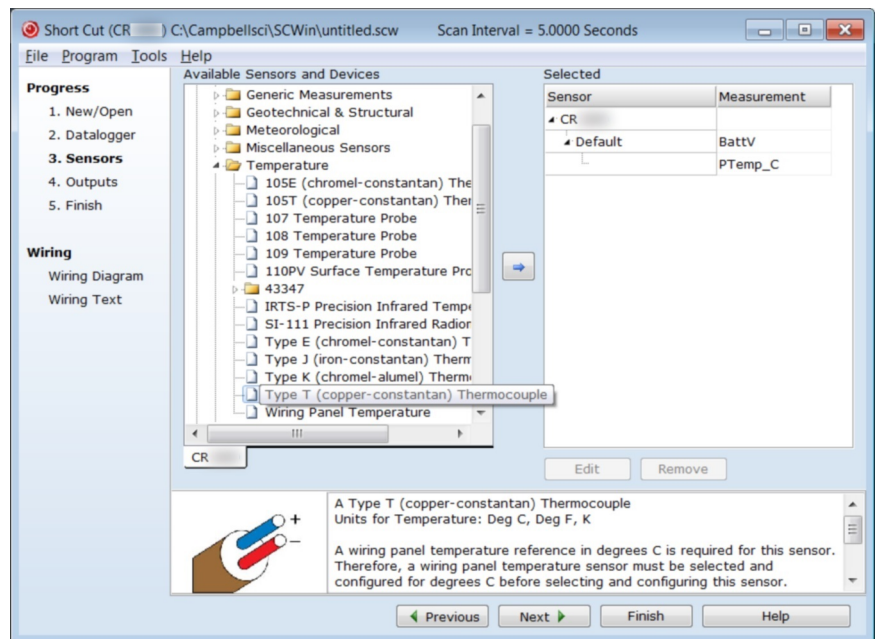 Short Cut (CR ) C:\Campbellsci\SCWin\untitled.scw Scan Interval = 5.0000 Seconds
File Program Tools Help
Progress
1. New/Open
2. Datalogger
3. Sensors
4. Outputs
5. Finish
Wiring
Wiring Diagram
Wiring Text
Available Sensors and Devices
Generic Measurements
Geotechnical & Structural
Meteorological
Miscellaneous Sensors
Temperature
105E (chromel-constantan) The
105T (copper-constantan) Ther
107 Temperature Probe
108 Temperature Probe
109 Temperature Probe
110PV Surface Temperature Pro
43347
IRTS-P Precision Infrared Tempe
SI-111 Precision Infrared Radior
Type E (chromel-constantan) T
Type J (iron-constantan) Therm
Type K (chromel-alumel) Therm
Type T (copper-constantan) Thermocouple
Wiring Panel Temperature
CR
Selected
Sensor Measurement
CR
Default BattV
PTemp_C
Edit Remove
+
−
A Type T (copper-constantan) Thermocouple
Units for Temperature: Deg C, Deg F, K
A wiring panel temperature reference in degrees C is required for this sensor.
Therefore, a wiring panel temperature sensor must be selected and
configured for degrees C before selecting and configuring this sensor.
Previous Next Finish Help